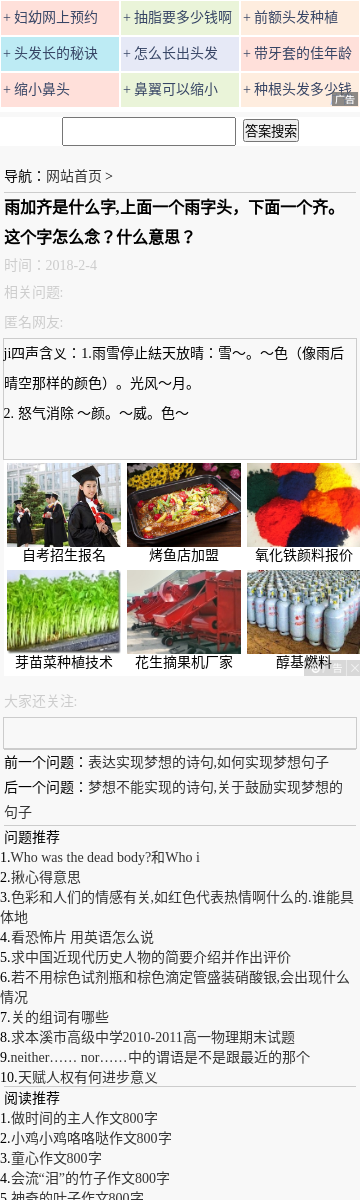 + 妇幼网上预约
+ 抽脂要多少钱啊
+ 前额头发种植
+ 头发长的秘诀
+ 怎么长出头发
+ 带牙套的佳年龄
+ 缩小鼻头
+ 鼻翼可以缩小
+ 种根头发多少钱
广告
答案搜索
导航：网站首页 >
雨加齐是什么字,上面一个雨字头，下面一个齐。
这个字怎么念？什么意思？
时间：2018-2-4
相关问题:
匿名网友:
ji四声含义：1.雨雪停止,天放晴：雪～。～色（像雨后
晴空那样的颜色）。光风～月。
2. 怒气消除 ～颜。～威。色～
自考招生报名
烤鱼店加盟
氧化铁颜料报价
芽苗菜种植技术
花生摘果机厂家
醇基燃料
广告
大家还关注:
前一个问题：表达实现梦想的诗句,如何实现梦想句子
后一个问题：梦想不能实现的诗句,关于鼓励实现梦想的
句子
问题推荐
1.Who was the dead body?和Who i
2.揪心得意思
3.色彩和人们的情感有关,如红色代表热情啊什么的.谁能具
体地
4.看恐怖片 用英语怎么说
5.求中国近现代历史人物的简要介绍并作出评价
6.若不用棕色试剂瓶和棕色滴定管盛装硝酸银,会出现什么
情况
7.关的组词有哪些
8.求本溪市高级中学2010-2011高一物理期末试题
9.neither…… nor……中的谓语是不是跟最近的那个
10.天赋人权有何进步意义
阅读推荐
1.做时间的主人作文800字
2.小鸡小鸡咯咯哒作文800字
3.童心作文800字
4.会流“泪”的竹子作文800字
5.神奇的叶子作文800字